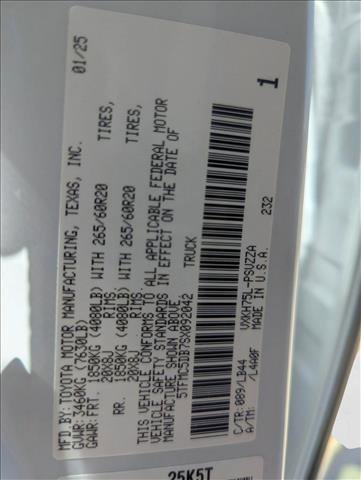 MFD.BY:TOYOTA MOTOR MANUFACTURING, TEXAS, INC. 01/25
GVWR: 3460KG (7630LB)
GAWR: FRT. 1850KG (4080LB) WITH 265/60R20 TIRES,
20X8J RIMS
RR. 1850KG (4080LB) WITH 265/60R20 TIRES,
20X8J RIMS
THIS VEHICLE CONFORMS TO ALL APPLICABLE FEDERAL MOTOR
VEHICLE SAFETY STANDARDS IN EFFECT ON THE DATE OF
MANUFACTURE SHOWN ABOVE.
5TFMC5DB7SX092042 TRUCK
C/TR: 089/LB44 VXKH75L-PSUZZA 232 1
A/TM: /L4A0F MADE IN U.S.A.
25K5T